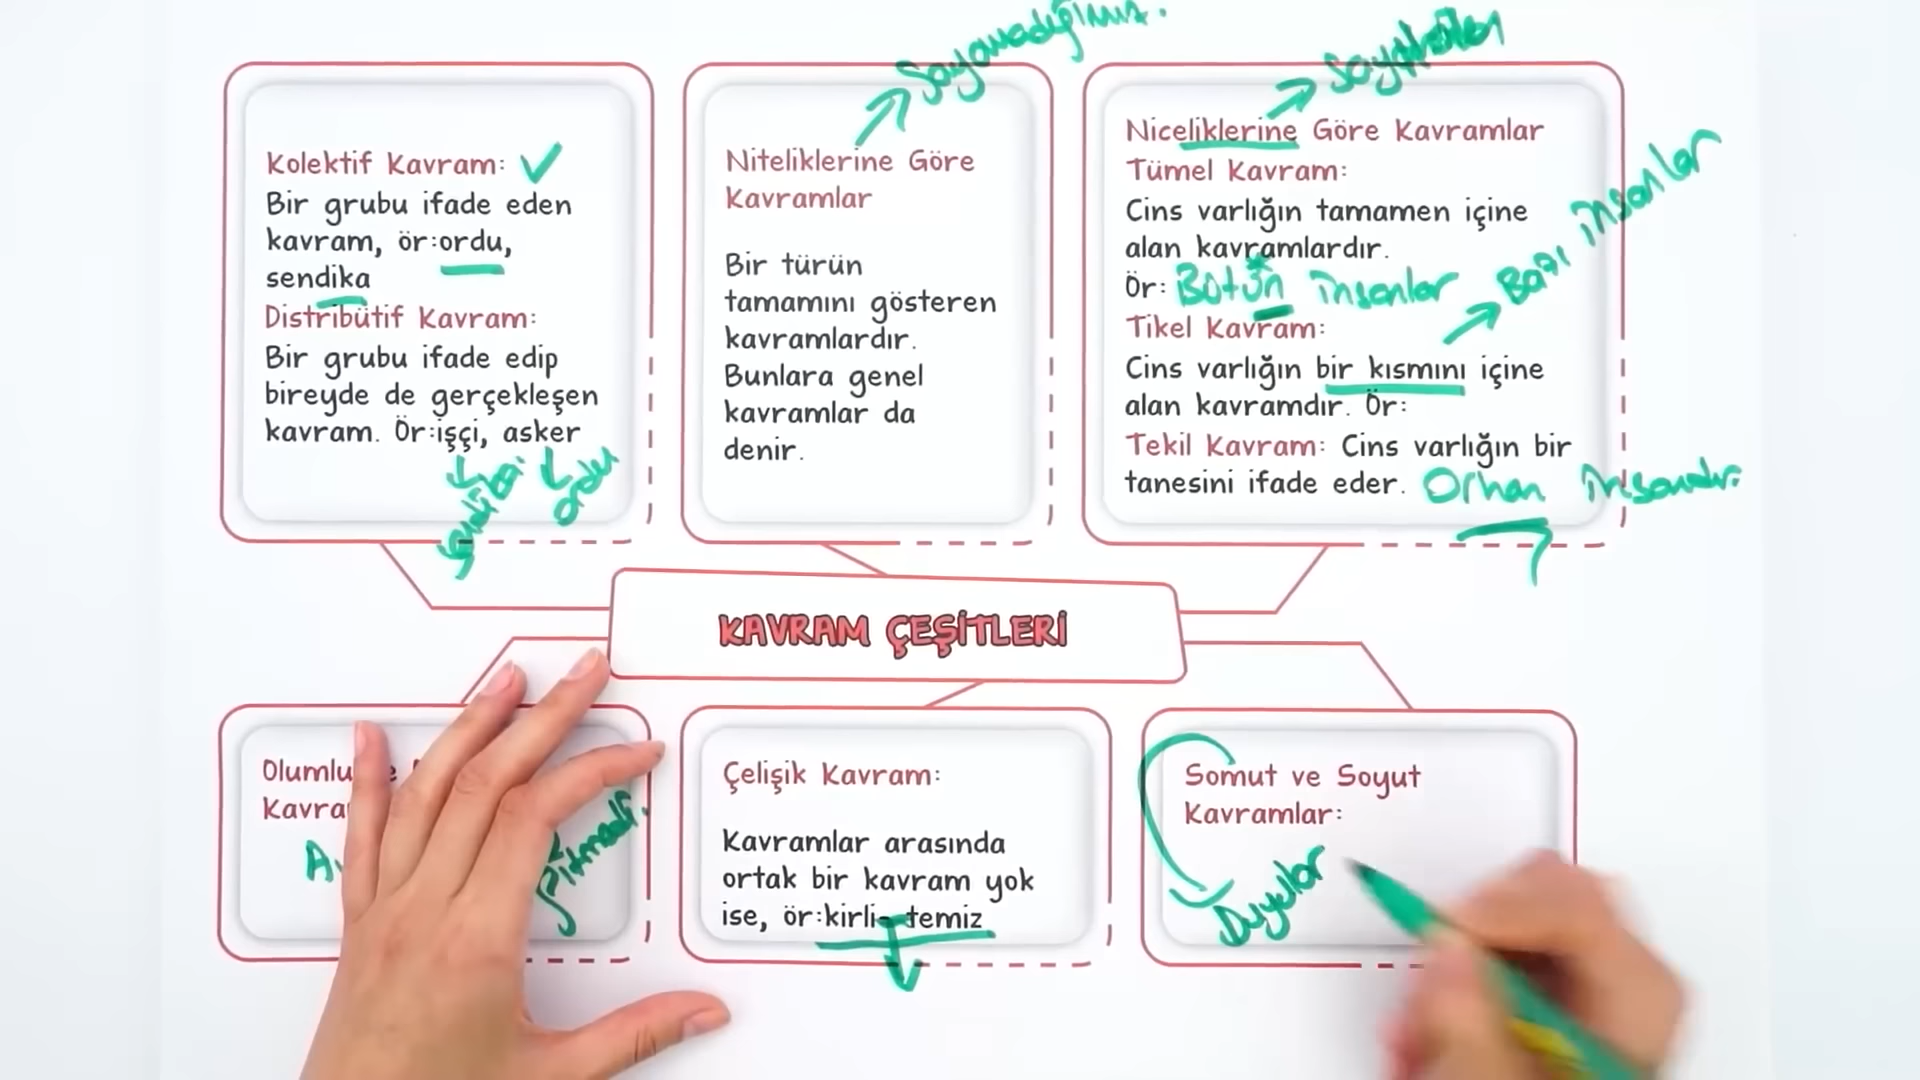 Sayamadığımız.
Kolektif Kavram:
Bir grubu ifade eden
kavram, ör:ordu,
sendika
Distribütif Kavram:
Bir grubu ifade edip
bireyde de gerçekleşen
kavram. Ör:işçi, asker
ordu
Niteliklerine Göre
Kavramlar
Bir türün
tamamını gösteren
kavramlardır.
Bunlara genel
kavramlar da
denir.
Niceliklerine Göre Kavramlar
Tümel Kavram:
Cins varlığın tamamen içine
alan kavramlardır.
Ör: Bütün insanlar
Tikel Kavram:
Bazı insanlar
Cins varlığın bir kısmını içine
alan kavramdır. Ör:
Tekil Kavram: Cins varlığın bir
tanesini ifade eder. Orhan insandır.
KAVRAM ÇEŞİTLERİ
Olumlu
Çelişik Kavram:
Kavramlar arasında
ortak bir kavram yok
ise, ör:kirli- temiz
Somut ve Soyut
Kavramlar:
Duyular